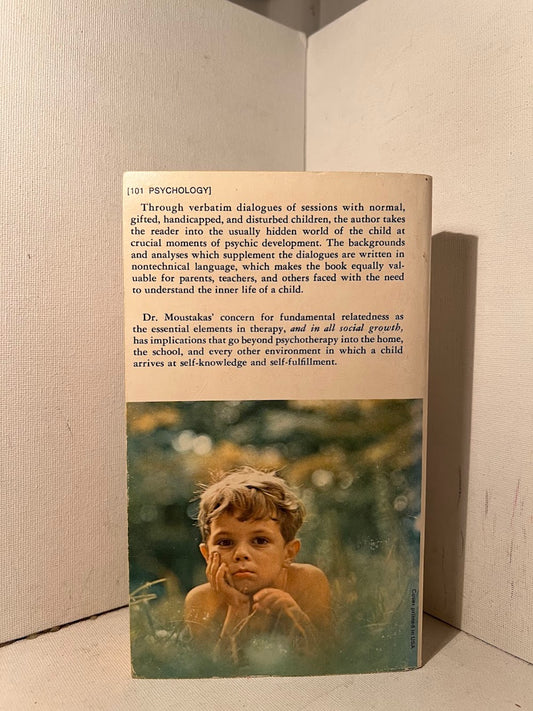 [101 PSYCHOLOGY]
Through verbatim dialogues of sessions with normal,
gifted, handicapped, and disturbed children, the author takes
the reader into the usually hidden world of the child at
crucial moments of psychic development. The backgrounds
and analyses which supplement the dialogues are written in
nontechnical language, which makes the book equally val-
uable for parents, teachers, and others faced with the need
to understand the inner life of a child.
Dr. Moustakas' concern for fundamental relatedness as
the essential elements in therapy, and in all social growth,
has implications that go beyond psychotherapy into the home,
the school, and every other environment in which a child
arrives at self-knowledge and self-fulfillment.
Cover printed in USA